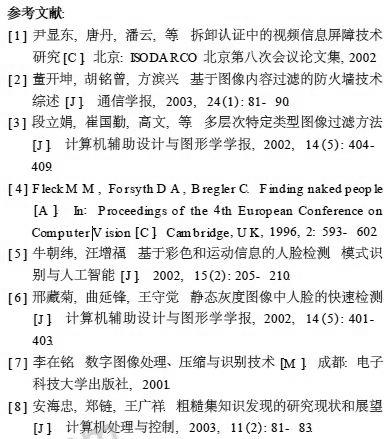 参考文献:
[1] 尹显东, 唐丹, 潘云, 等 拆卸认证中的视频信息屏障技术
研究[C]. 北京: ISODARCO 北京第八次会议论文集, 2002
[2] 董开坤, 胡铭曾, 方滨兴 基于图像内容过滤的防火墙技术
综述[J]. 通信学报, 2003, 24(1): 81- 90.
[3] 段立娟, 崔国勤, 高文, 等. 多层次特定类型图像过滤方法
[J]. 计算机辅助设计与图形学学报, 2002, 14(5): 404-
409.
[4] Fleck M M, Forsyth D A, Bregler C. Finding naked people
[A]. In: Proceedings of the 4th European Conference on
Computer Vision [C]. Cambridge, U K, 1996, 2: 593- 602.
[5] 牛朝纬, 汪增福 基于彩色和运动信息的人脸检测. 模式识
别与人工智能[J]. 2002, 15(2): 205- 210.
[6] 邢藏菊, 曲延锋, 王守觉 静态灰度图像中人脸的快速检测
[J]. 计算机辅助设计与图形学学报, 2002, 14(5): 401-
403.
[7] 李在铭 数字图像处理、压缩与识别技术[M]. 成都: 电子
科技大学出版社, 2001.
[8] 安海忠, 郑链, 王广祥. 粗糙集知识发现的研究现状和展望
[J]. 计算机处理与控制, 2003, 11(2): 81- 83.